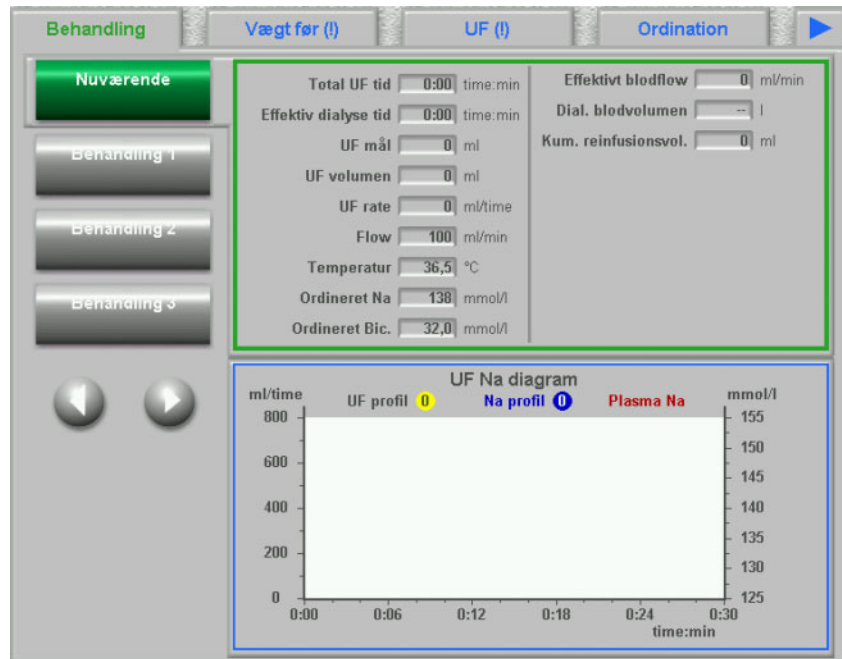 Behandling
Vægt før (!)
UF (!)
Ordination
Nuværende
Behandling 1
Behandling 2
Behandling 3
Total UF tid 0:00 time:min
Effektiv dialyse tid 0:00 time:min
UF mål 0 ml
UF volumen 0 ml
UF rate 0 ml/time
Flow 100 ml/min
Temperatur 36,5 °C
Ordineret Na 138 mmol/l
Ordineret Bic. 32,0 mmol/l
Effektivt blodflow 0 ml/min
Dial. blodvolumen -- l
Kum. reinfusionsvol. 0 ml
UF Na diagram
ml/time
UF profil 0
Na profil 0
Plasma Na
mmol/l
800
600
400
200
0
155
150
145
140
135
130
125
0:00 0:06 0:12 0:18 0:24 0:30
time:min